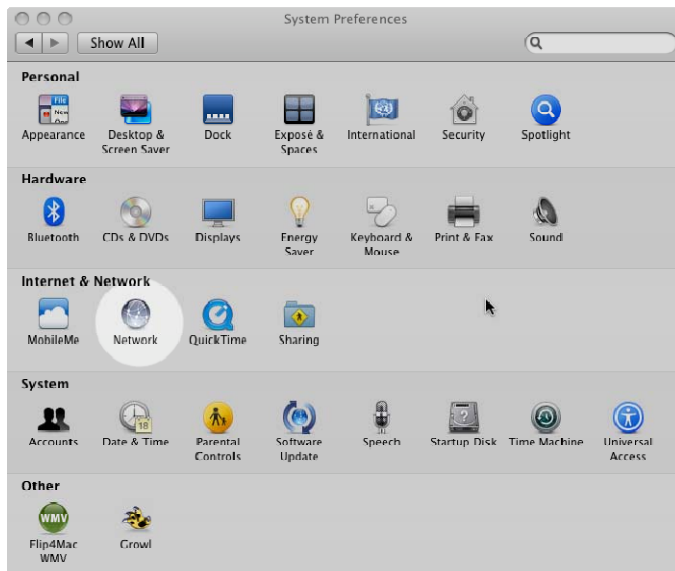 System Preferences
Show All
Personal
Appearance Desktop & Screen Saver Dock Exposé & Spaces International Security Spotlight
Hardware
Bluetooth CDs & DVDs Displays Energy Saver Keyboard & Mouse Print & Fax Sound
Internet & Network
MobileMe Network QuickTime Sharing
System
Accounts Date & Time Parental Controls Software Update Speech Startup Disk Time Machine Universal Access
Other
WMV
Flip4Mac WMV Growl